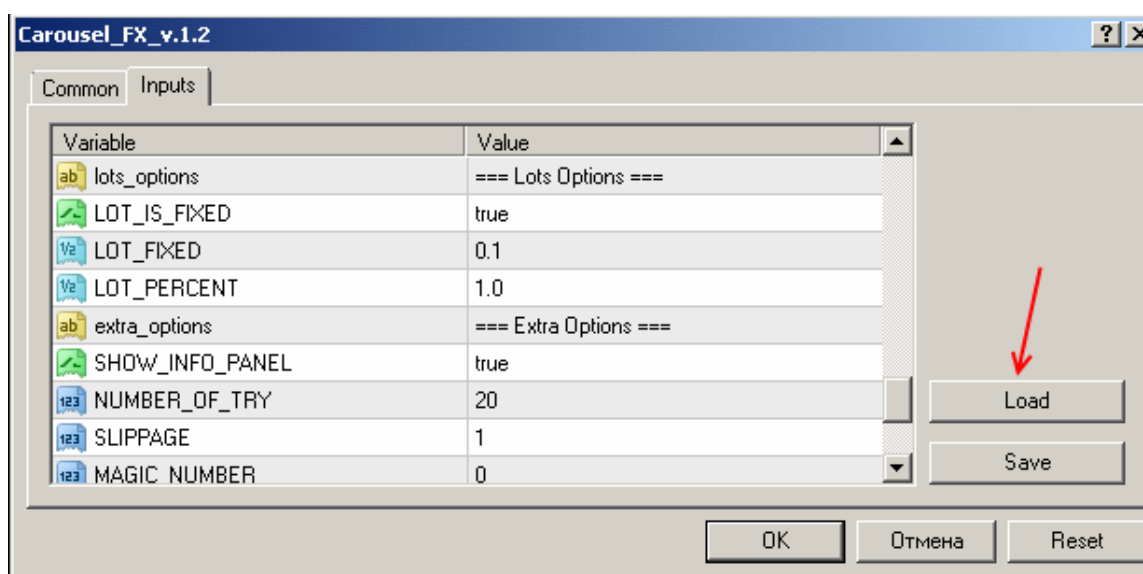 Carousel_FX_v.1.2
Common Inputs
Variable Value
lots_options === Lots Options ===
LOT_IS_FIXED true
LOT_FIXED 0.1
LOT_PERCENT 1.0
extra_options === Extra Options ===
SHOW_INFO_PANEL true
NUMBER_OF_TRY 20
SLIPPAGE 1
MAGIC_NUMBER 0
Load
Save
OK Отмена Reset